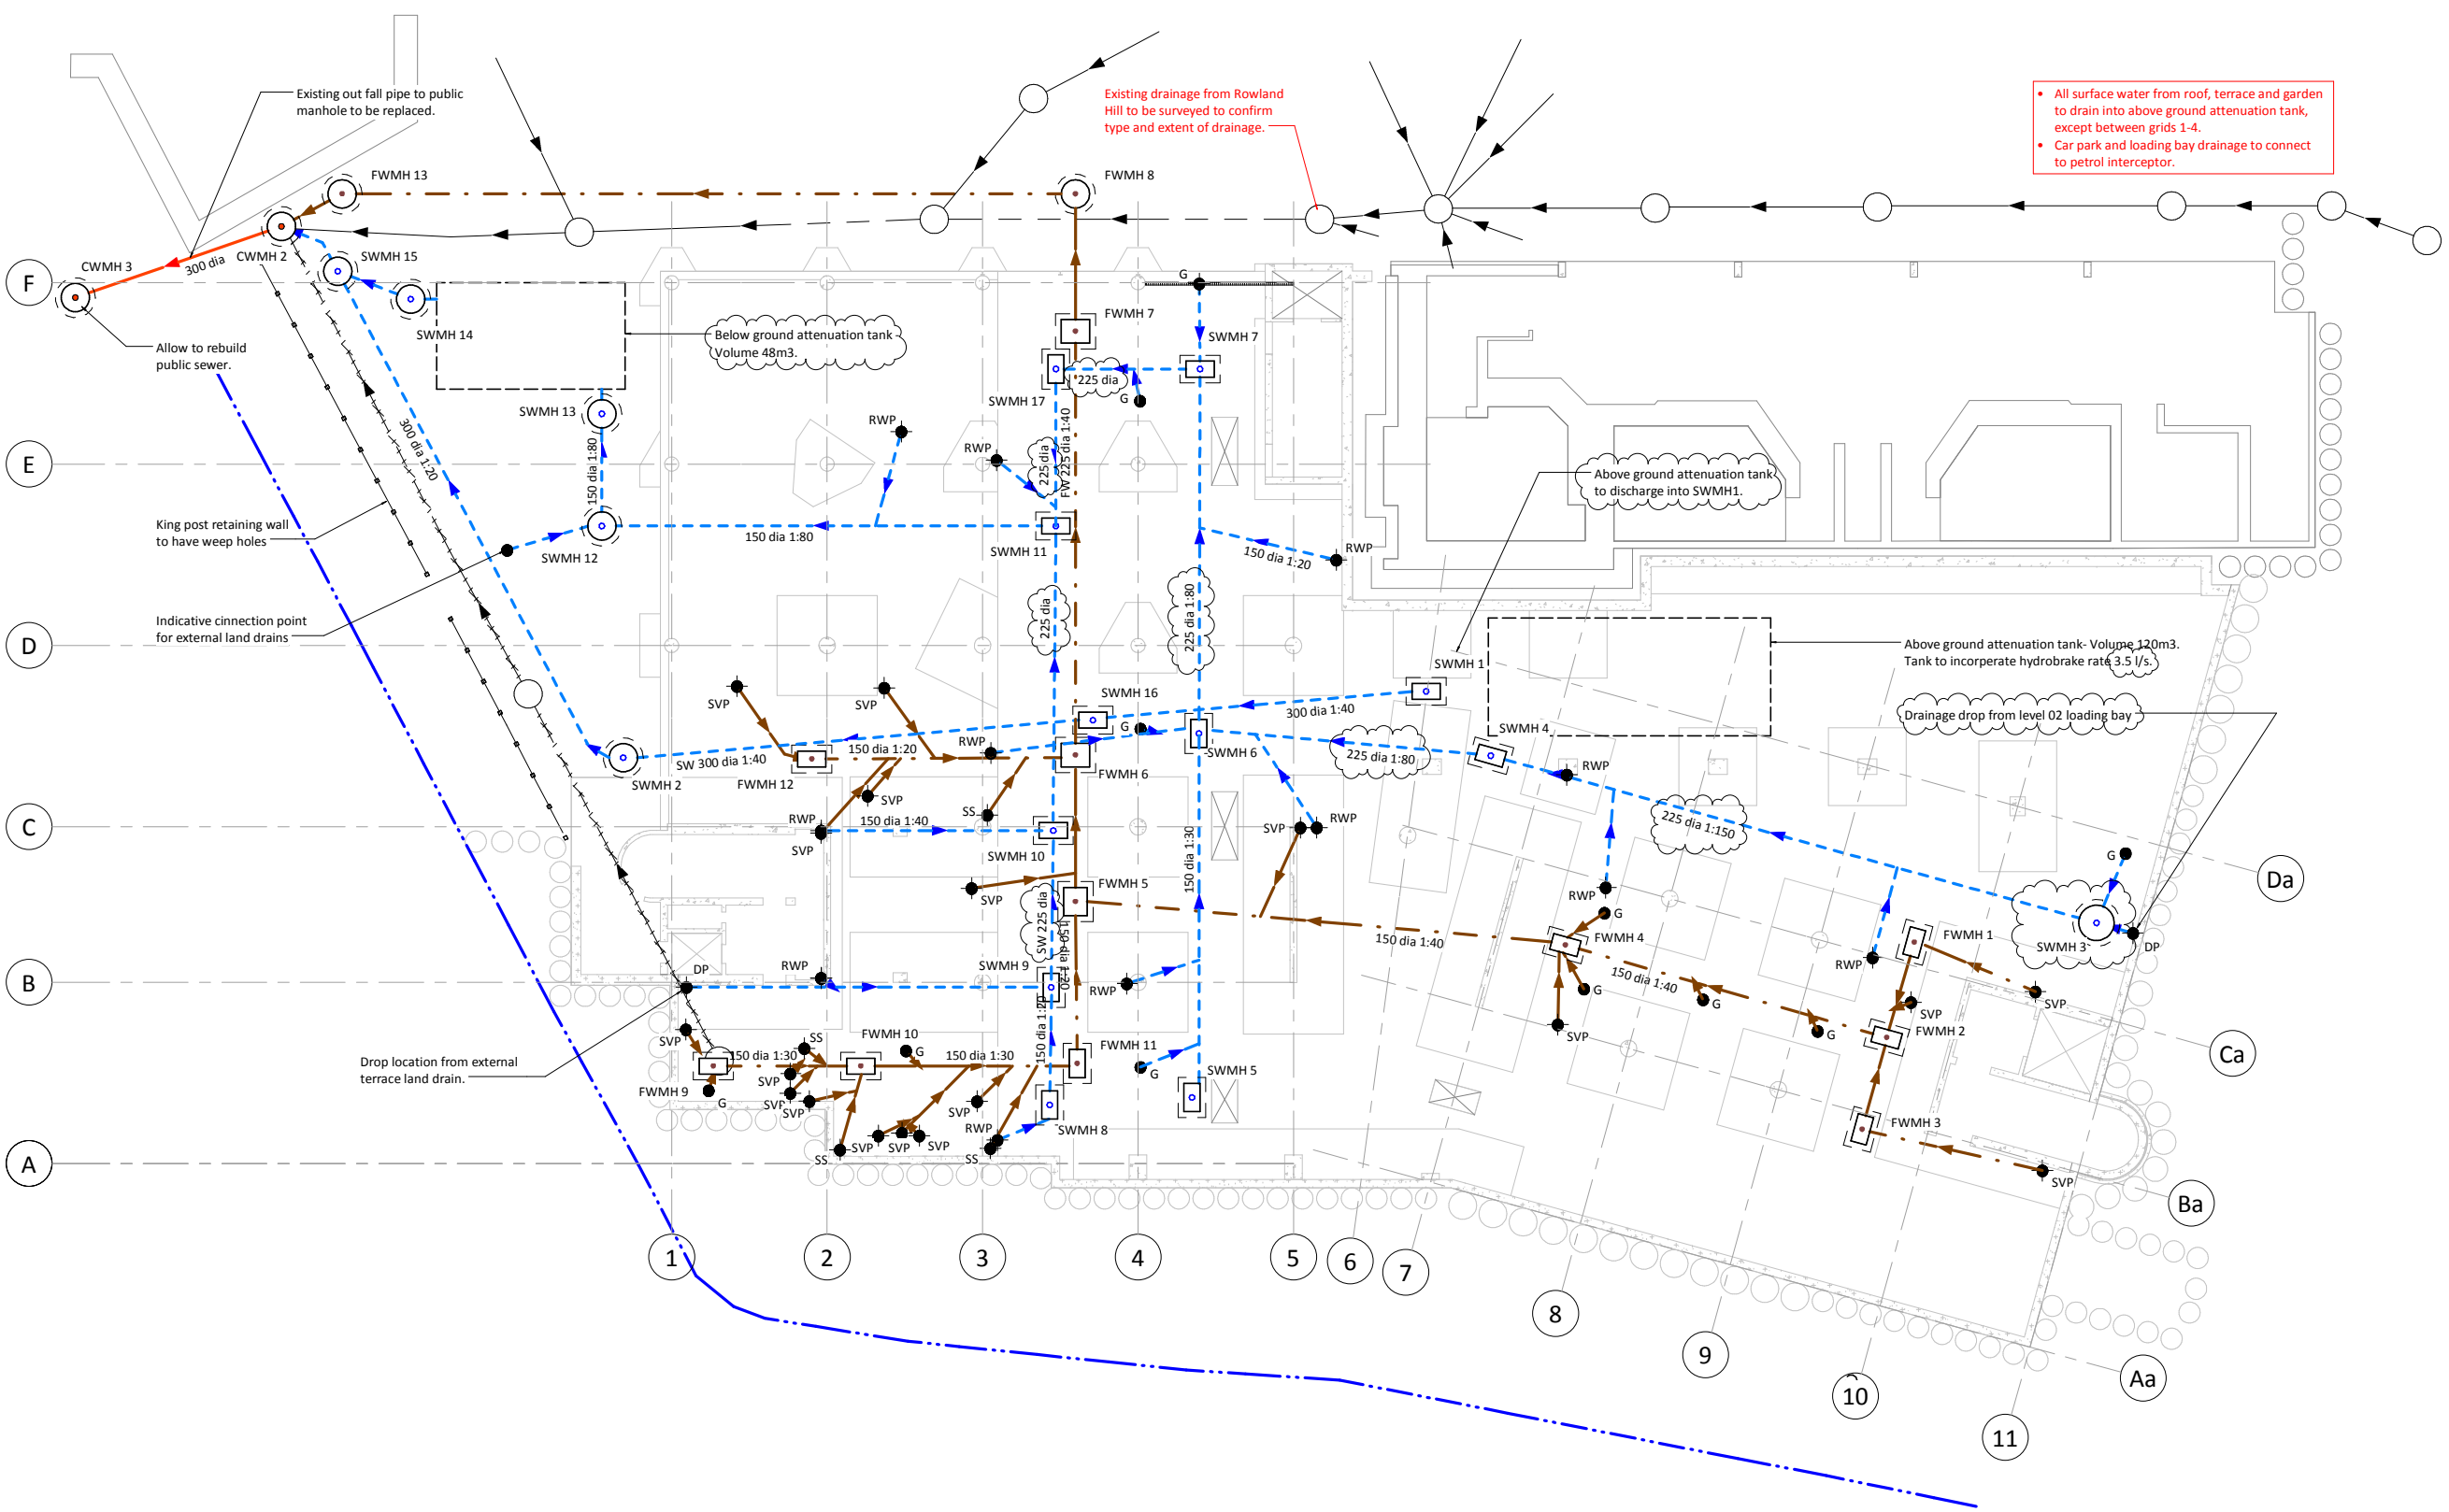 Existing out fall pipe to public
manhole to be replaced.
Existing drainage from Rowland
Hill to be surveyed to confirm
type and extent of drainage.
• All surface water from roof, terrace and garden
to drain into above ground attenuation tank,
except between grids 1-4.
• Car park and loading bay drainage to connect
to petrol interceptor.
FWMH 13
FWMH 8
CWMH 3
300 dia
CWMH 2
SWMH 15
F
G
SWMH 14
Below ground attenuation tank -
Volume 48m3.
FWMH 7
SWMH 7
Allow to rebuild
public sewer.
225 dia
SWMH 17
G
SWMH 13
RWP
RWP
300 dia 1:20
150 dia 1:80
225 dia
FW 225 dia 1:40
E
Above ground attenuation tank
to discharge into SWMH1.
King post retaining wall
to have weep holes
SWMH 12
150 dia 1:80
SWMH 11
150 dia 1:20
RWP
Indicative cinnection point
for external land drains
225 dia
225 dia 1:80
D
Above ground attenuation tank- Volume 120m3.
Tank to incorperate hydrobrake rate 3.5 l/s.
SWMH 1
SVP
SVP
SWMH 16
G
300 dia 1:40
Drainage drop from level 02 loading bay
SWMH 4
SW 300 dia 1:40
150 dia 1:20
RWP
SWMH 6
225 dia 1:80
RWP
SWMH 2
FWMH 12
FWMH 6
SVP
SS
RWP
150 dia 1:40
SVP
C
SVP
RWP
225 dia 1:150
SWMH 10
150 dia 1:30
G
Da
SVP
FWMH 5
RWP
G
SW 225 dia
150 dia 1:20
150 dia 1:40
FWMH 4
FWMH 1
SWMH 3
DP
B
DP
RWP
SWMH 9
RWP
G
150 dia 1:40
G
RWP
SVP
SVP
SVP
SS
FWMH 10
G
150 dia 1:20
FWMH 11
SVP
G
FWMH 2
Ca
Drop location from external
terrace land drain.
150 dia 1:30
150 dia 1:30
G
SWMH 5
FWMH 9
G
SVP
SVP
SVP
SVP
RWP
SWMH 8
FWMH 3
SVP
SVP
SVP
SS
SS
A
SVP
Ba
1
2
3
4
5
6
7
8
9
10
11
Aa